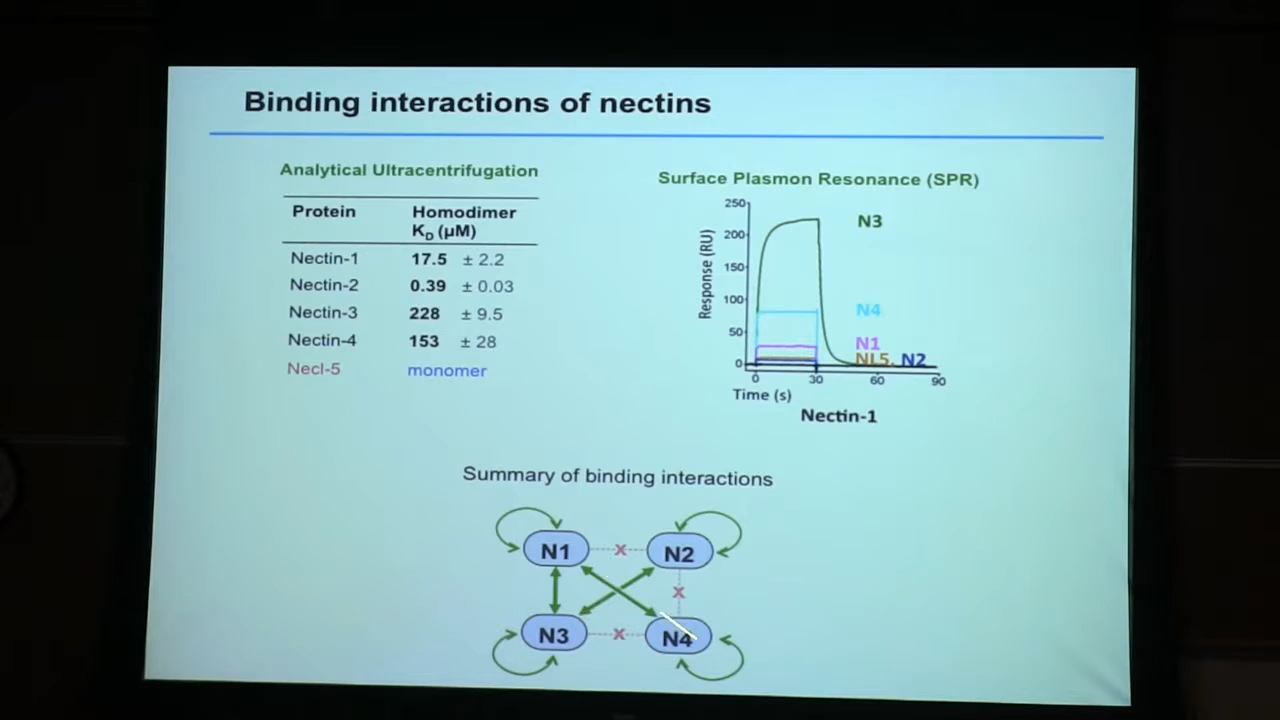 Binding interactions of nectins
Analytical Ultracentrifugation
Protein Homodimer
KD (µM)
Nectin-1 17.5 ± 2.2
Nectin-2 0.39 ± 0.03
Nectin-3 228 ± 9.5
Nectin-4 153 ± 28
Necl-5 monomer
Surface Plasmon Resonance (SPR)
Response (RU)
250
200
150
100
50
0
N3
N4
N1
NL5, N2
0 30 60 90
Time (s)
Nectin-1
Summary of binding interactions
N1 x N2
x
N3 x N4